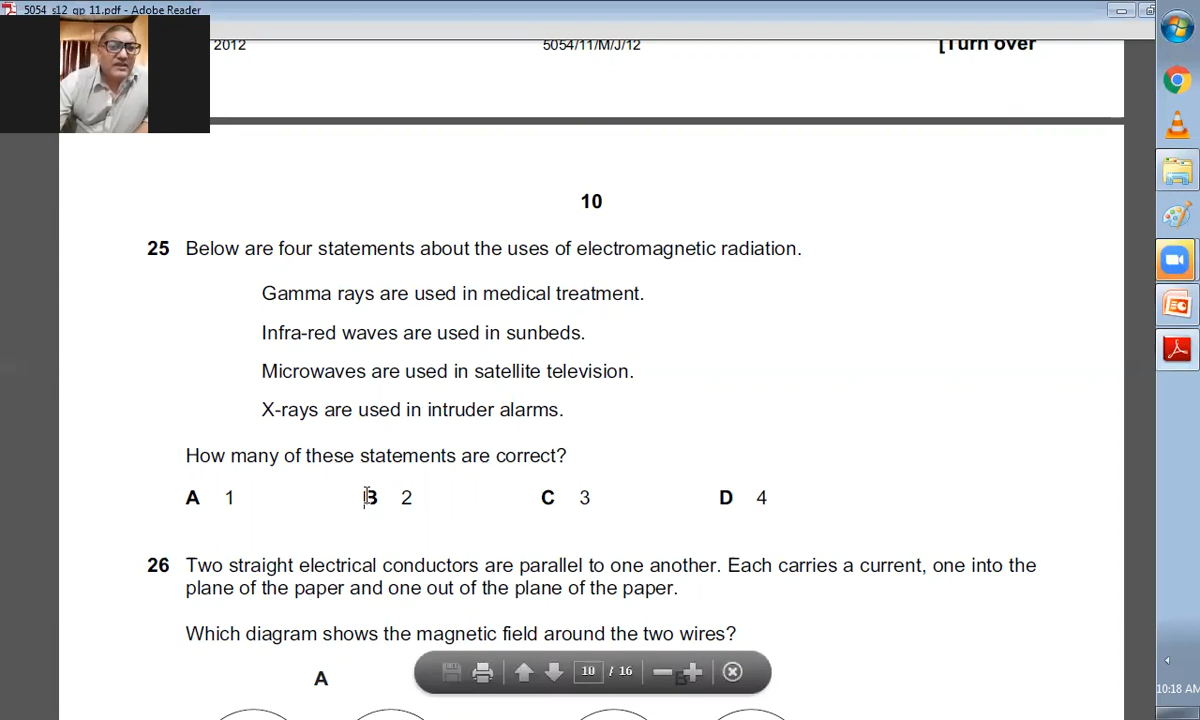 5054_s12_qp_11.pdf - Adobe Reader
2012 5054/11/M/J/12 [Turn over
10
25 Below are four statements about the uses of electromagnetic radiation.
Gamma rays are used in medical treatment.
Infra-red waves are used in sunbeds.
Microwaves are used in satellite television.
X-rays are used in intruder alarms.
How many of these statements are correct?
A 1 B 2 C 3 D 4
26 Two straight electrical conductors are parallel to one another. Each carries a current, one into the
plane of the paper and one out of the plane of the paper.
Which diagram shows the magnetic field around the two wires?
A B
10 / 16
10:18 AM